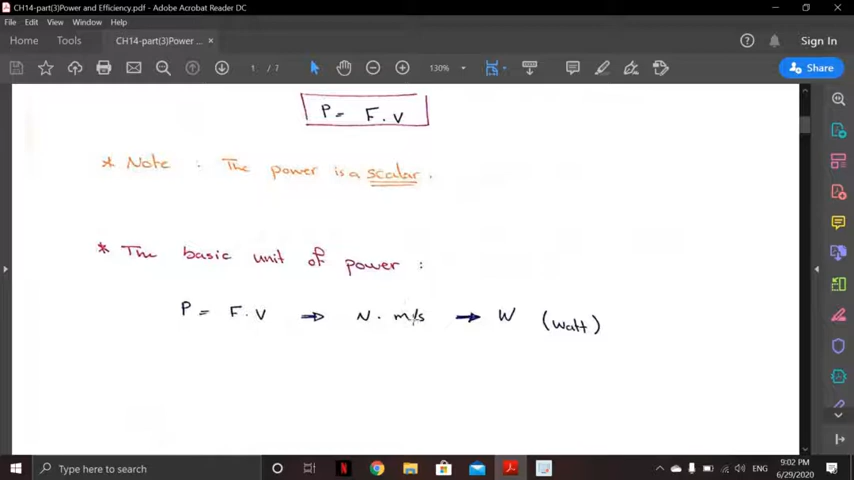 CH14-part(3)Power and Efficiency.pdf - Adobe Acrobat Reader DC
File Edit View Window Help
Home Tools CH14-part(3)Power ... × Sign In
1 / 7 130% Share
P = F. V
* Note : The power is a scalar.
* The basic unit of power :
P = F. V → N. m/s → W (watt)
Type here to search ENG 9:02 PM
6/29/2020